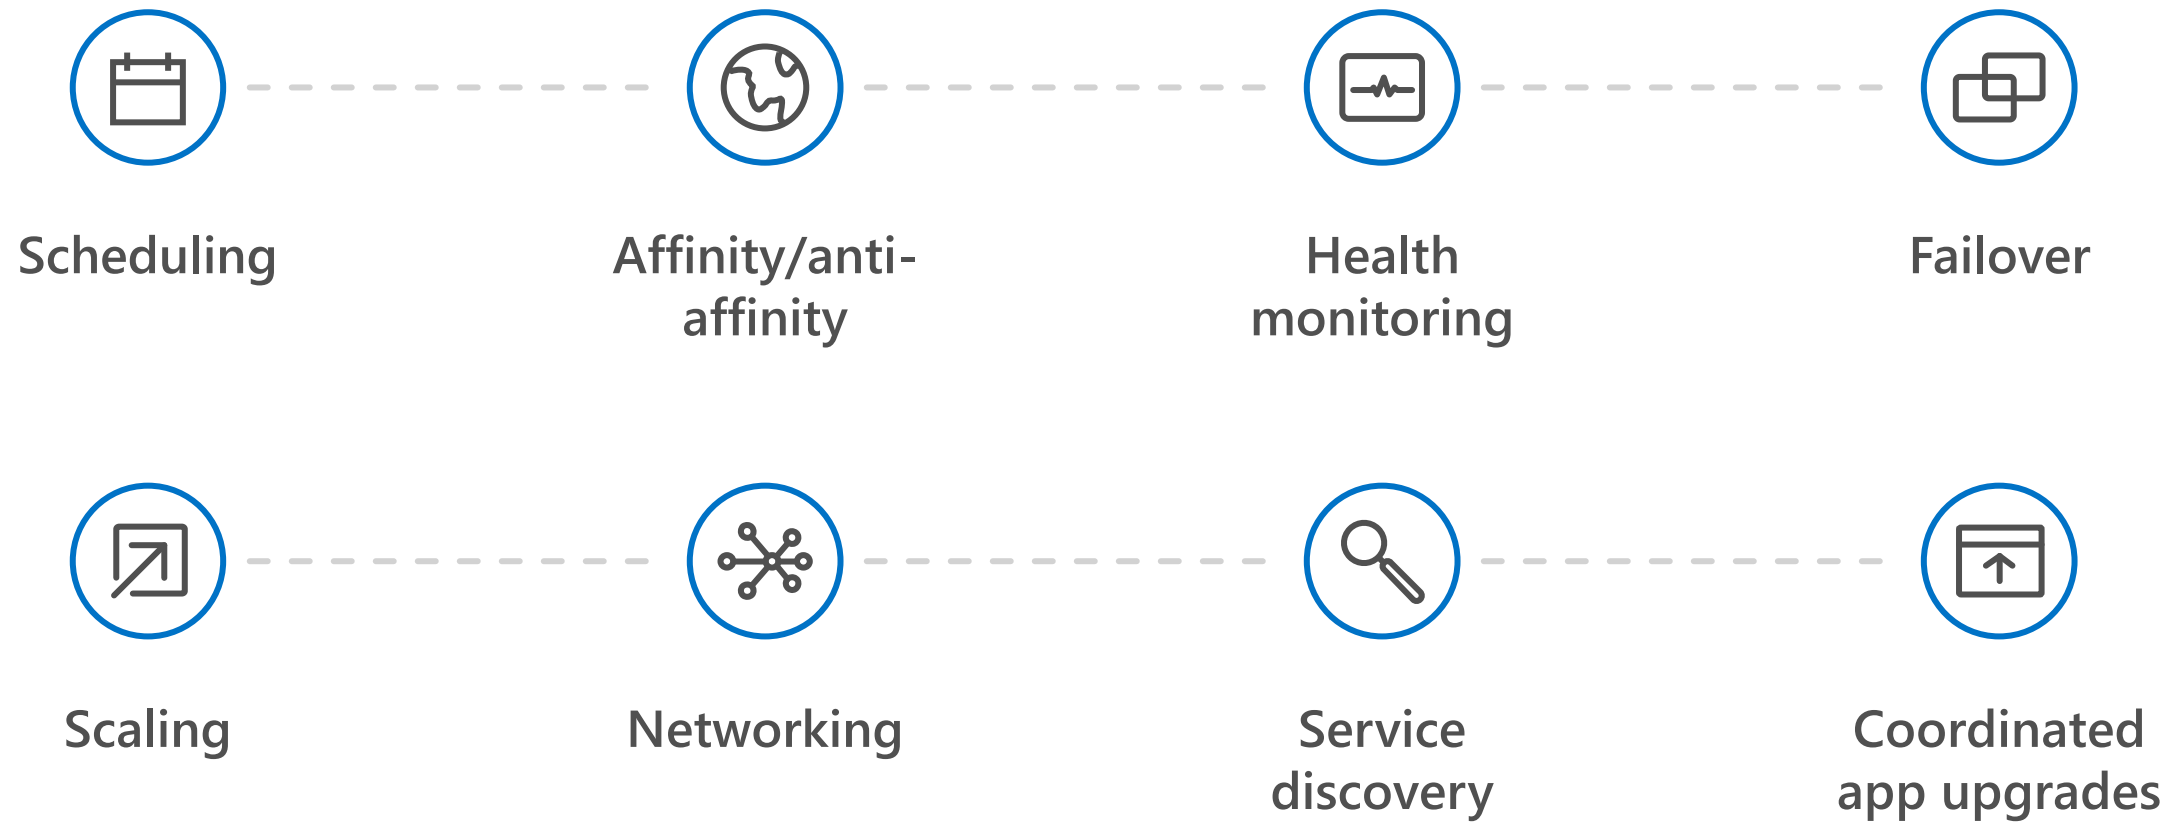 Scheduling
Affinity/anti-
affinity
Health
monitoring
Failover
Scaling
Networking
Service
discovery
Coordinated
app upgrades